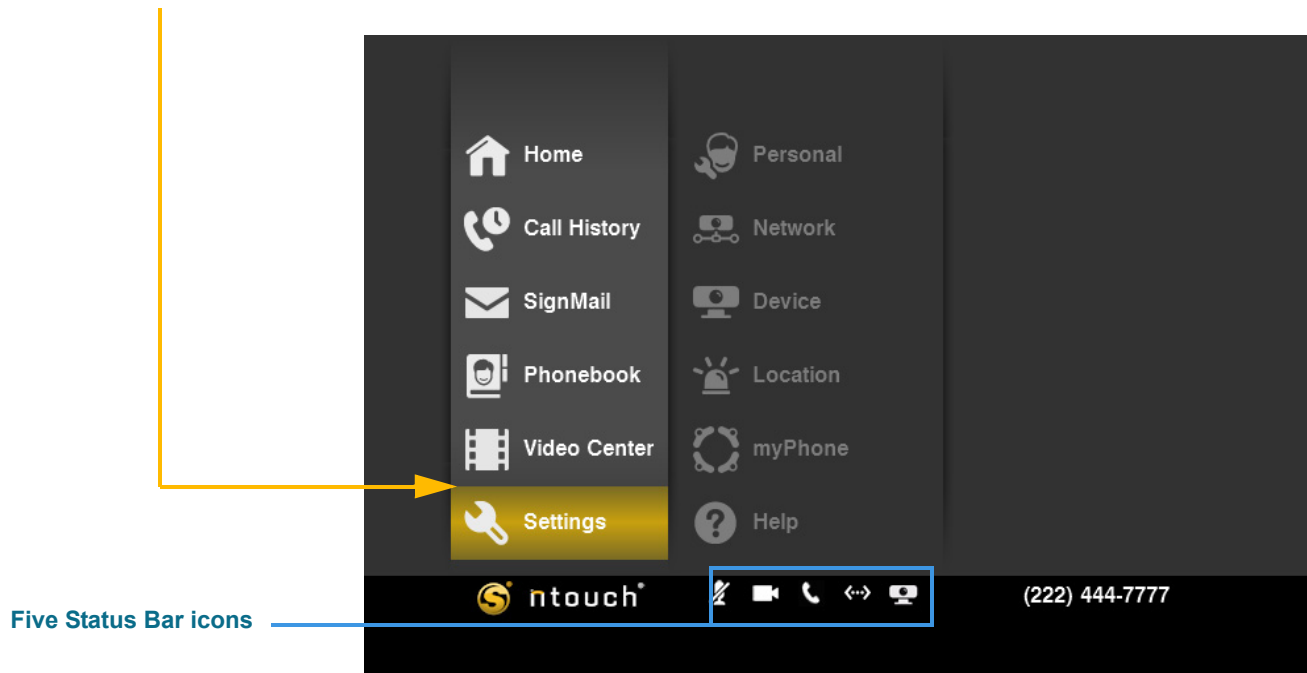 Home
Call History
SignMail
Phonebook
Video Center
Settings
Personal
Network
Device
Location
myPhone
Help
ntouch
(222) 444-7777
Five Status Bar icons